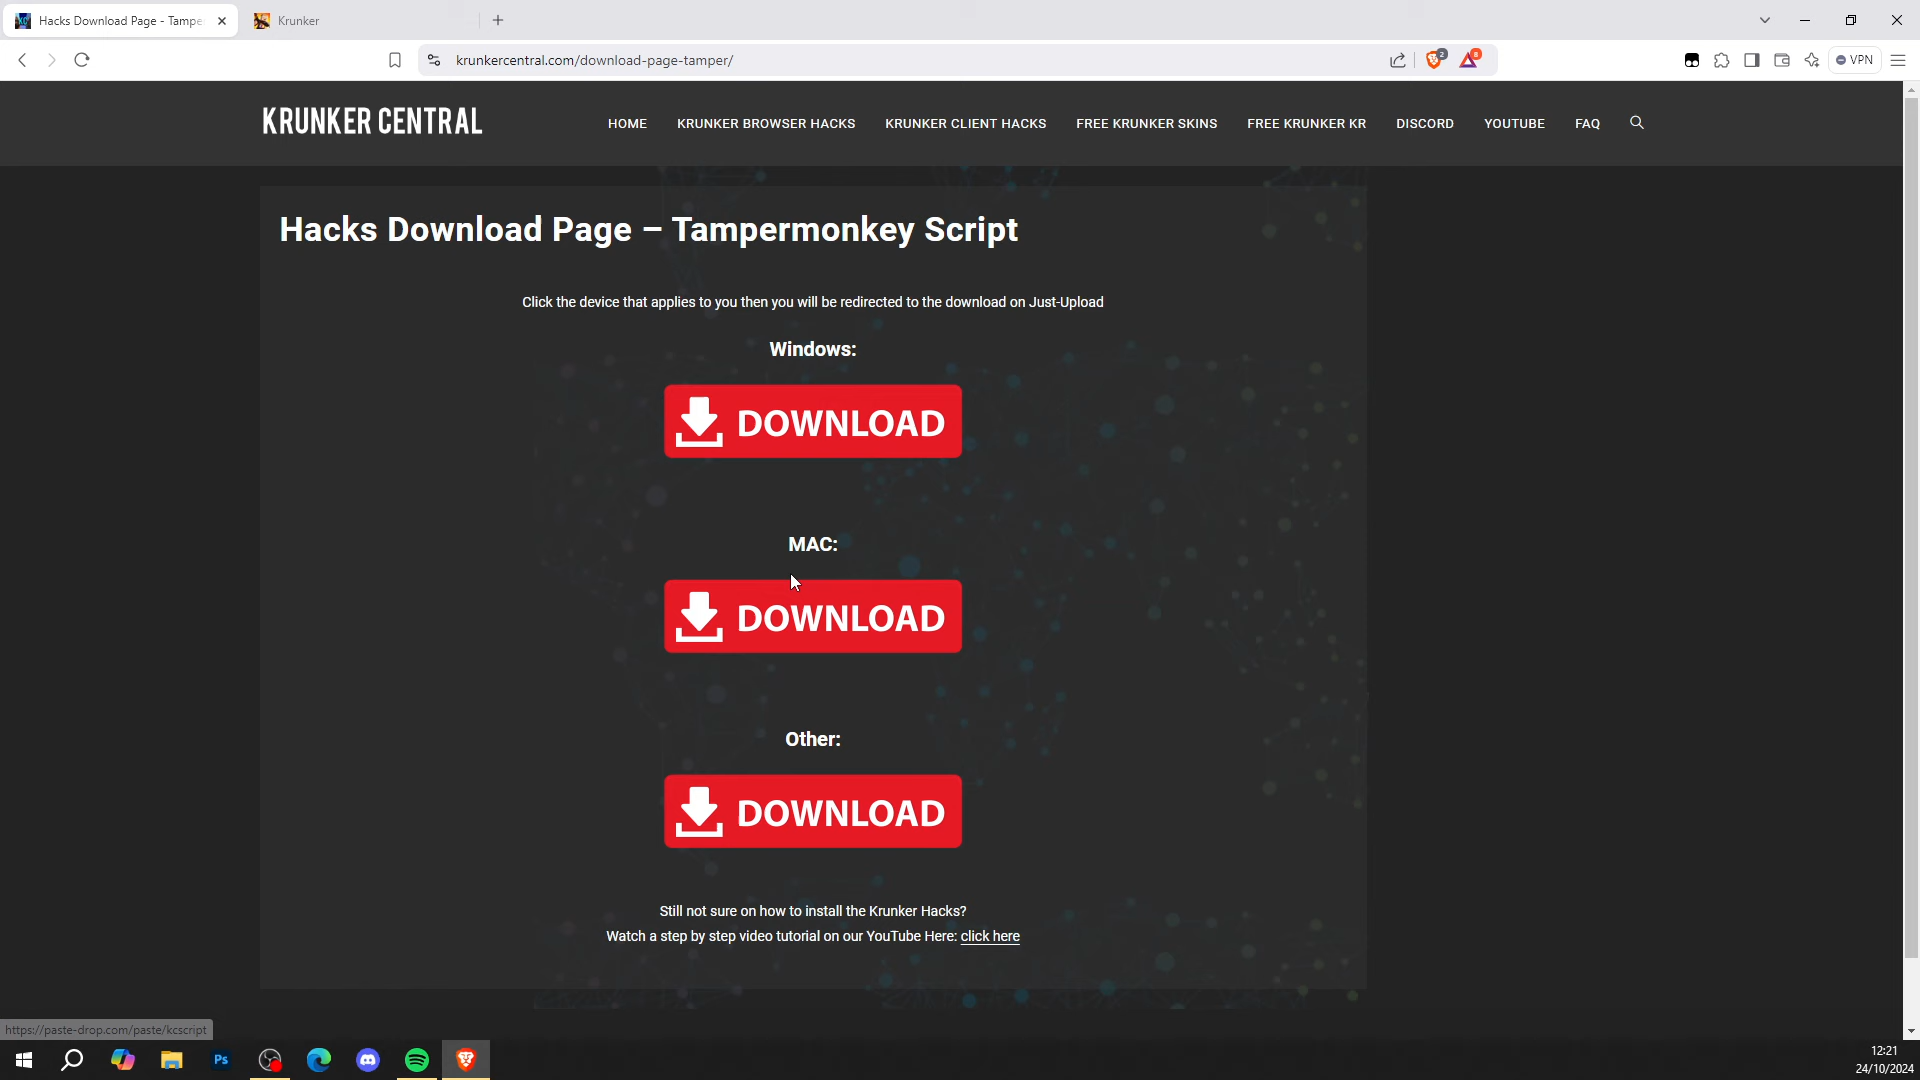 Hacks Download Page - Tampe
Krunker
krunkercentral.com/download-page-tamper/
2
8
VPN
KRUNKER CENTRAL
HOME
KRUNKER BROWSER HACKS
KRUNKER CLIENT HACKS
FREE KRUNKER SKINS
FREE KRUNKER KR
DISCORD
YOUTUBE
FAQ
Hacks Download Page – Tampermonkey Script
Click the device that applies to you then you will be redirected to the download on Just-Upload
Windows:
DOWNLOAD
MAC:
DOWNLOAD
Other:
DOWNLOAD
Still not sure on how to install the Krunker Hacks?
Watch a step by step video tutorial on our YouTube Here: click here
https://paste-drop.com/paste/kcscript
Ps
12:21
24/10/2024